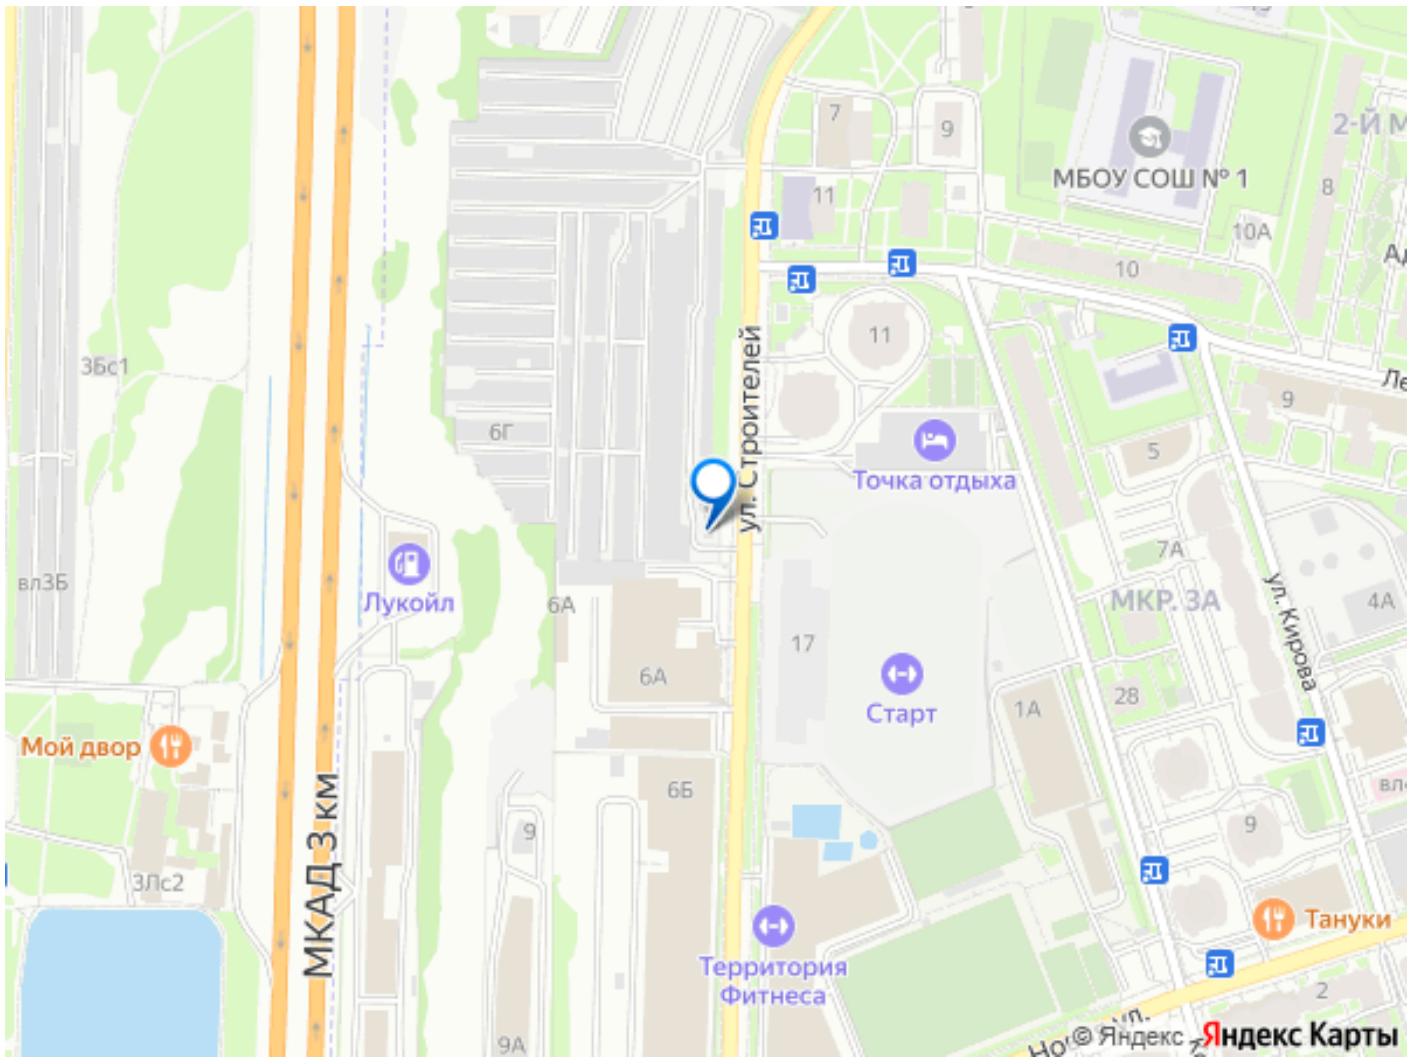 7
9
2-Й М
МБОУ СОШ № 1
8
11
10А
10
11
ул. Строителей
3Бс1
9
6Г
5
Точка отдыха
7А
вл3Б
Лукойл
6А
МКР. 3А
ул. Кирова
4А
17
6А
28
Старт
1А
Мой двор
МКАД 3 км
6Б
9
9
3Лс2
Тануки
Территория
Фитнеса
2
9А
© Яндекс
Яндекс Карты